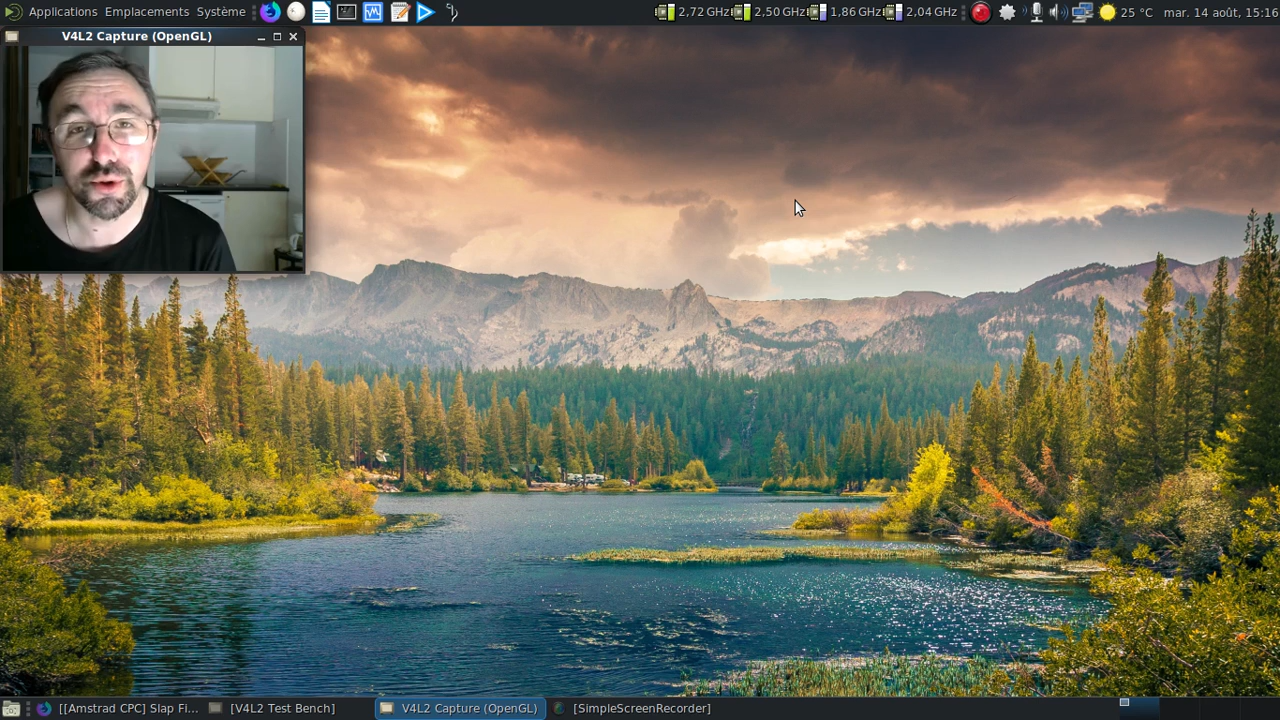 Applications Emplacements Système 2,72 GHz 2,50 GHz 1,86 GHz 2,04 GHz 25 °C mar. 14 août, 15:16
V4L2 Capture (OpenGL)
[[Amstrad CPC] Slap Fi... [V4L2 Test Bench] V4L2 Capture (OpenGL) [SimpleScreenRecorder]